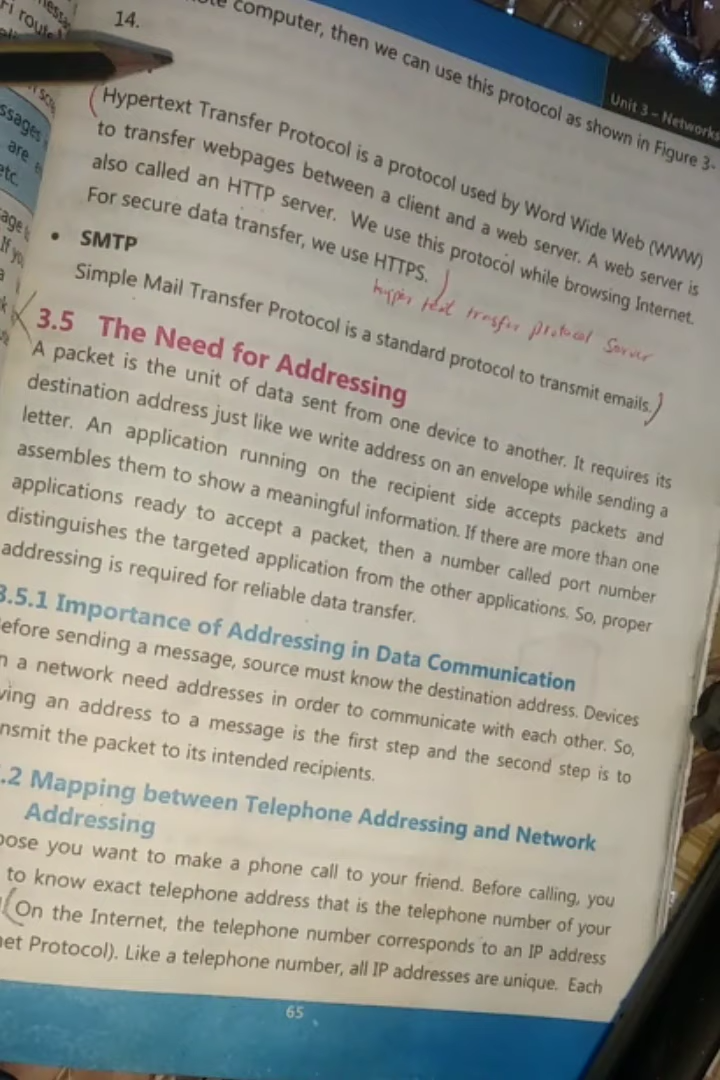 computer, then we can use this protocol as shown in Figure 3-
14.
Unit 3 – Networks
(Hypertext Transfer Protocol is a protocol used by Word Wide Web (WWW)
to transfer webpages between a client and a web server. A web server is
also called an HTTP server. We use this protocol while browsing Internet.
For secure data transfer, we use HTTPS.)
hyper text transfer protocol Server
• SMTP
Simple Mail Transfer Protocol is a standard protocol to transmit emails.)
3.5 The Need for Addressing
A packet is the unit of data sent from one device to another. It requires its
destination address just like we write address on an envelope while sending a
letter. An application running on the recipient side accepts packets and
assembles them to show a meaningful information. If there are more than one
applications ready to accept a packet, then a number called port number
distinguishes the targeted application from the other applications. So, proper
addressing is required for reliable data transfer.
3.5.1 Importance of Addressing in Data Communication
efore sending a message, source must know the destination address. Devices
n a network need addresses in order to communicate with each other. So,
ving an address to a message is the first step and the second step is to
nsmit the packet to its intended recipients.
.2 Mapping between Telephone Addressing and Network
Addressing
pose you want to make a phone call to your friend. Before calling, you
to know exact telephone address that is the telephone number of your
(On the Internet, the telephone number corresponds to an IP address
net Protocol). Like a telephone number, all IP addresses are unique. Each
65